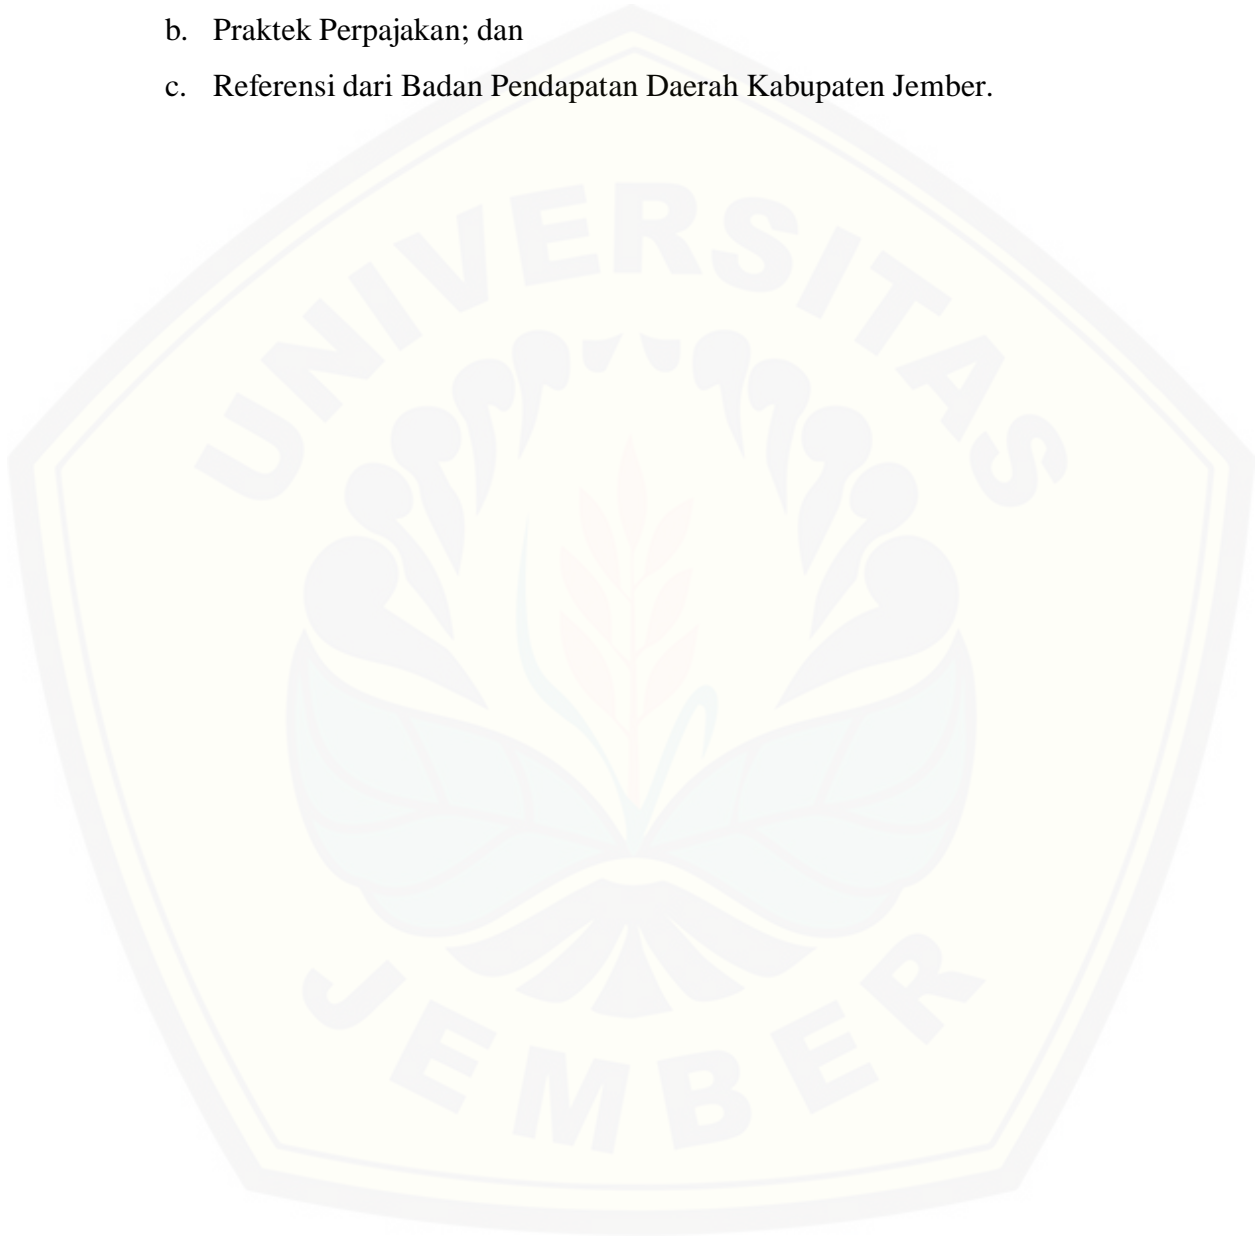 b. Praktek Perpajakan; dan
c. Referensi dari Badan Pendapatan Daerah Kabupaten Jember.
UNIVERSITAS
JEMBER